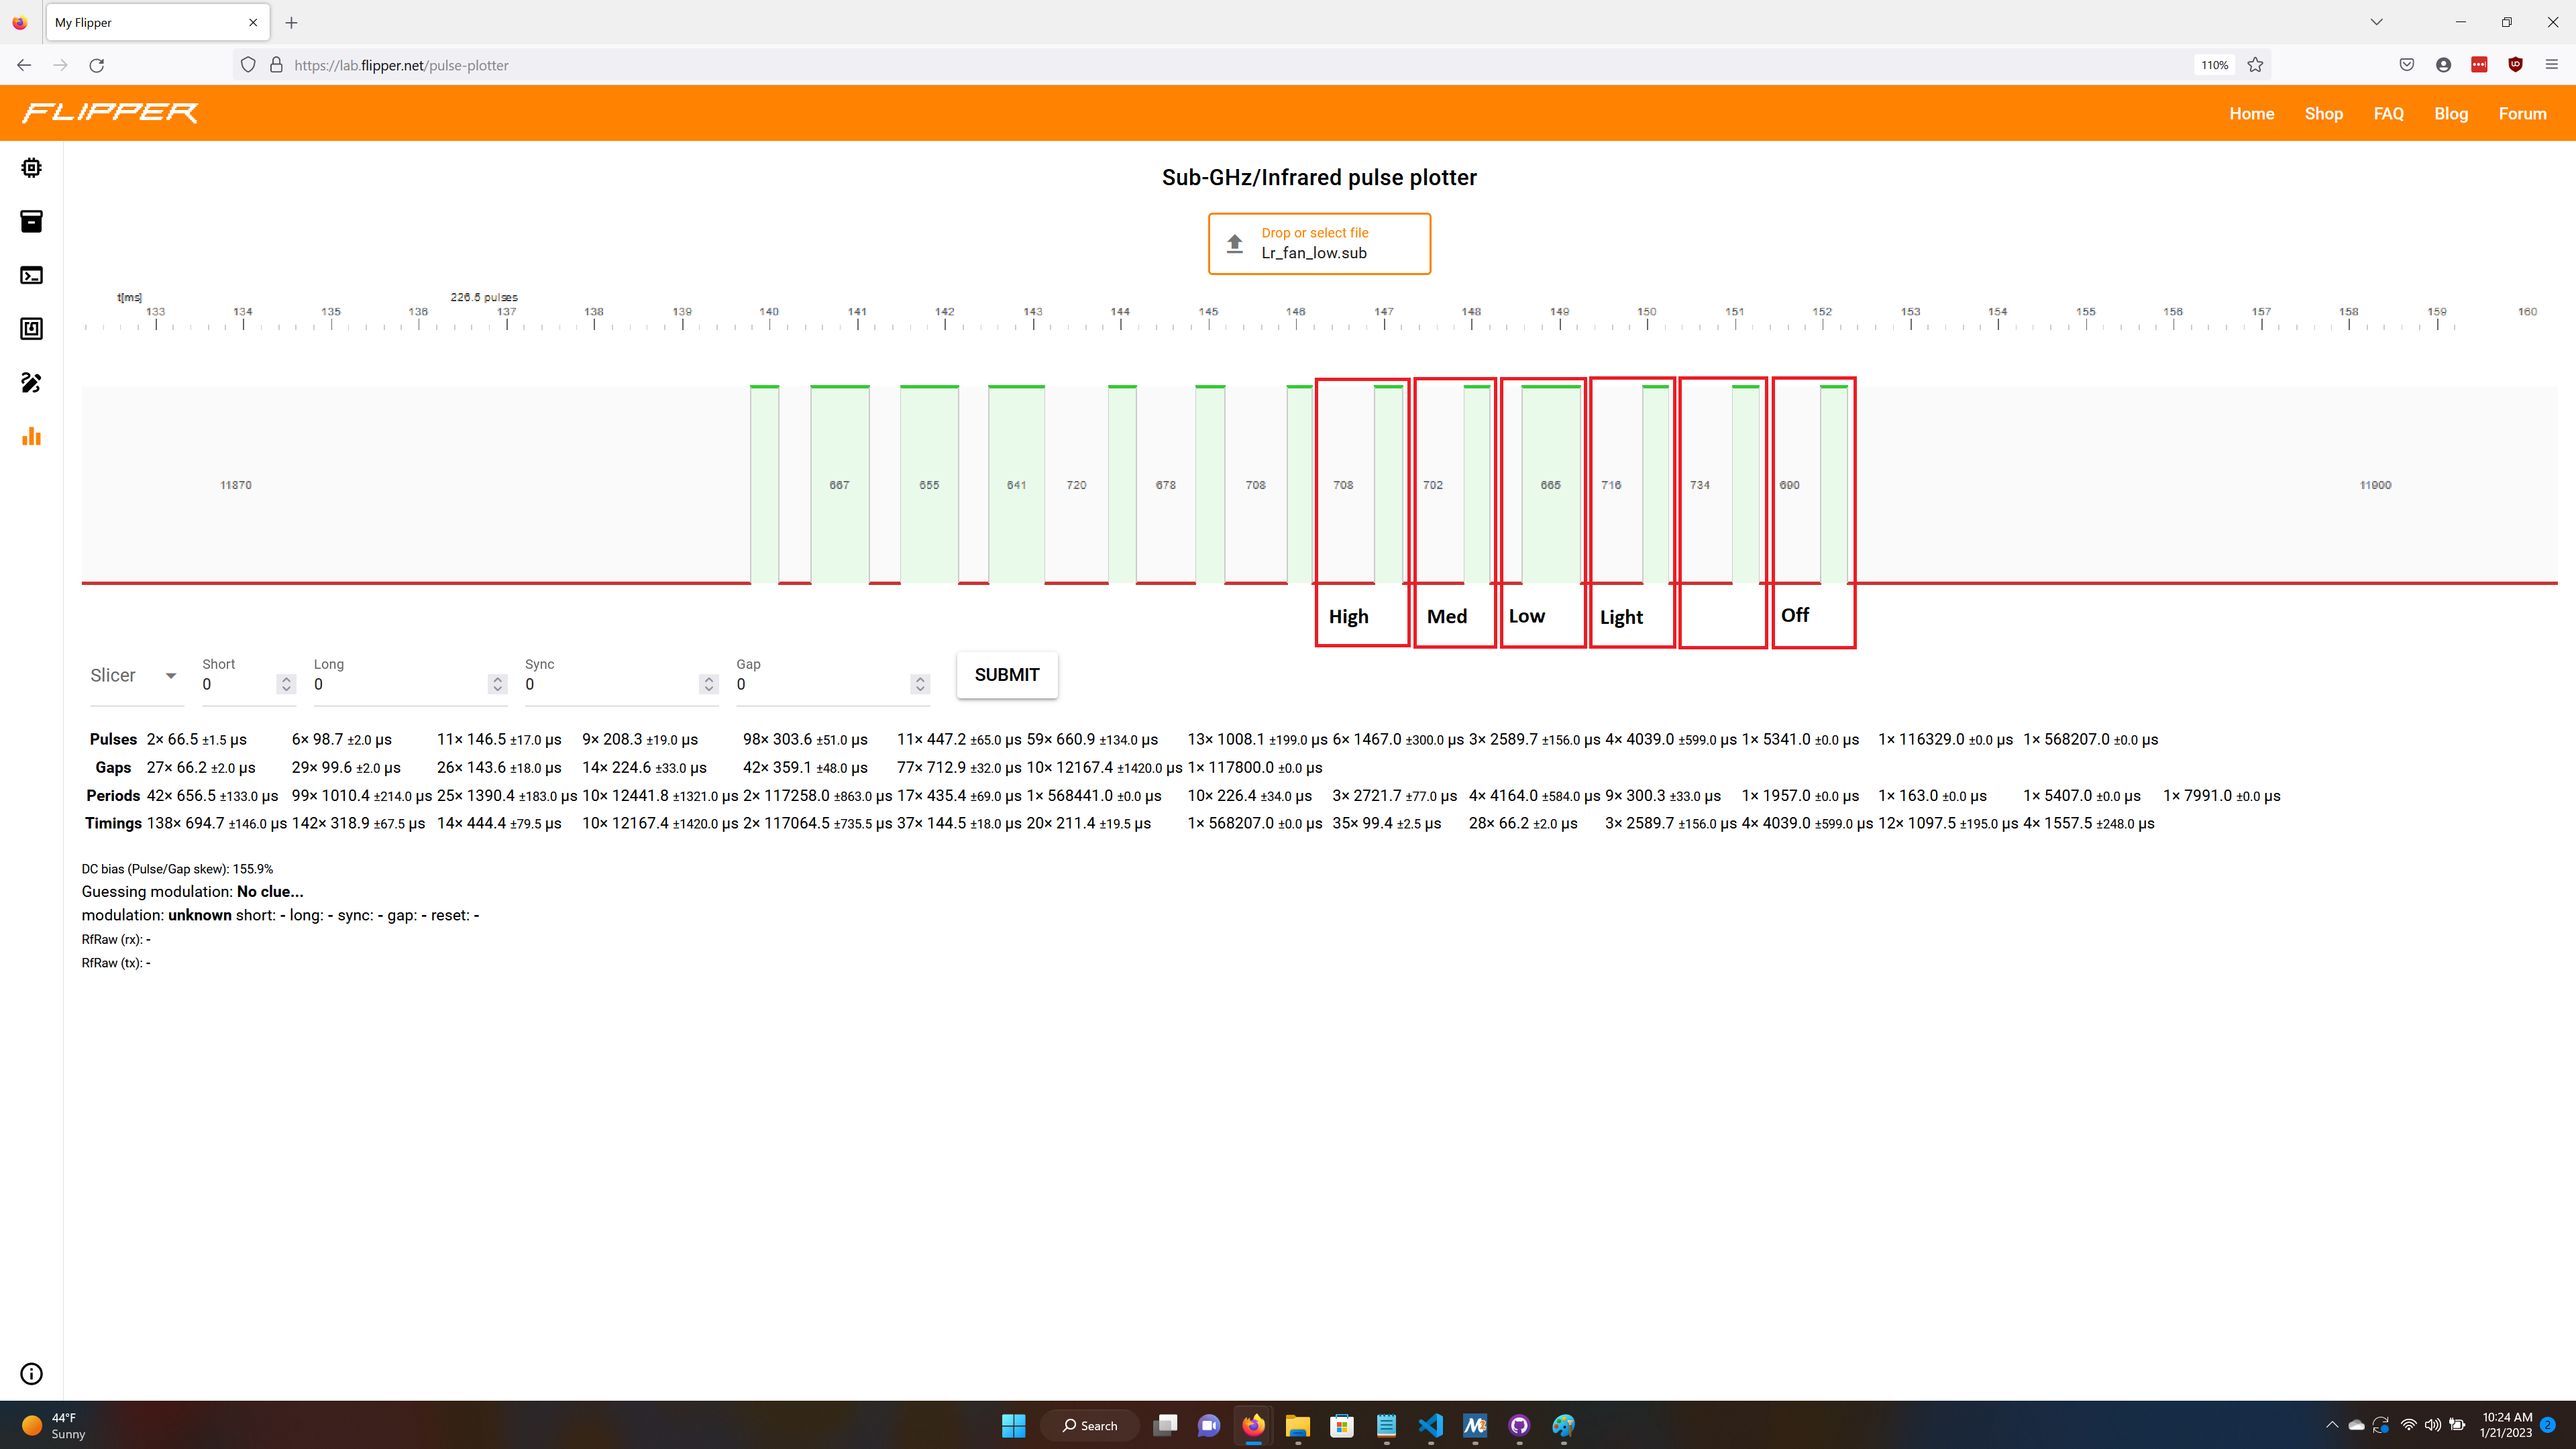 My Flipper
https://lab.flipper.net/pulse-plotter
110%
FLIPPER
Home Shop FAQ Blog Forum
Sub-GHz/Infrared pulse plotter
Drop or select file
Lr_fan_low.sub
t[ms] 226.5 pulses
133 134 135 136 137 138 139 140 141 142 143 144 145 146 147 148 149 150 151 152 153 154 155 156 157 158 159 160
11870 667 655 641 720 678 708 708 702 665 716 734 690 11900
High Med Low Light Off
Slicer
Short
0
Long
0
Sync
0
Gap
0
SUBMIT
Pulses 2× 66.5 ±1.5 µs 6× 98.7 ±2.0 µs 11× 146.5 ±17.0 µs 9× 208.3 ±19.0 µs 98× 303.6 ±51.0 µs 11× 447.2 ±65.0 µs 59× 660.9 ±134.0 µs 13× 1008.1 ±199.0 µs 6× 1467.0 ±300.0 µs 3× 2589.7 ±156.0 µs 4× 4039.0 ±599.0 µs 1× 5341.0 ±0.0 µs 1× 116329.0 ±0.0 µs 1× 568207.0 ±0.0 µs
Gaps 27× 66.2 ±2.0 µs 29× 99.6 ±2.0 µs 26× 143.6 ±18.0 µs 14× 224.6 ±33.0 µs 42× 359.1 ±48.0 µs 77× 712.9 ±32.0 µs 10× 12167.4 ±1420.0 µs 1× 117800.0 ±0.0 µs
Periods 42× 656.5 ±133.0 µs 99× 1010.4 ±214.0 µs 25× 1390.4 ±183.0 µs 10× 12441.8 ±1321.0 µs 2× 117258.0 ±863.0 µs 17× 435.4 ±69.0 µs 1× 568441.0 ±0.0 µs 10× 226.4 ±34.0 µs 3× 2721.7 ±77.0 µs 4× 4164.0 ±584.0 µs 9× 300.3 ±33.0 µs 1× 1957.0 ±0.0 µs 1× 163.0 ±0.0 µs 1× 5407.0 ±0.0 µs 1× 7991.0 ±0.0 µs
Timings 138× 694.7 ±146.0 µs 142× 318.9 ±67.5 µs 14× 444.4 ±79.5 µs 10× 12167.4 ±1420.0 µs 2× 117064.5 ±735.5 µs 37× 144.5 ±18.0 µs 20× 211.4 ±19.5 µs 1× 568207.0 ±0.0 µs 35× 99.4 ±2.5 µs 28× 66.2 ±2.0 µs 3× 2589.7 ±156.0 µs 4× 4039.0 ±599.0 µs 12× 1097.5 ±195.0 µs 4× 1557.5 ±248.0 µs
DC bias (Pulse/Gap skew): 155.9%
Guessing modulation: No clue...
modulation: unknown short: - long: - sync: - gap: - reset: -
RfRaw (rx): -
RfRaw (tx): -
44°F
Sunny
Search
10:24 AM
1/21/2023
2